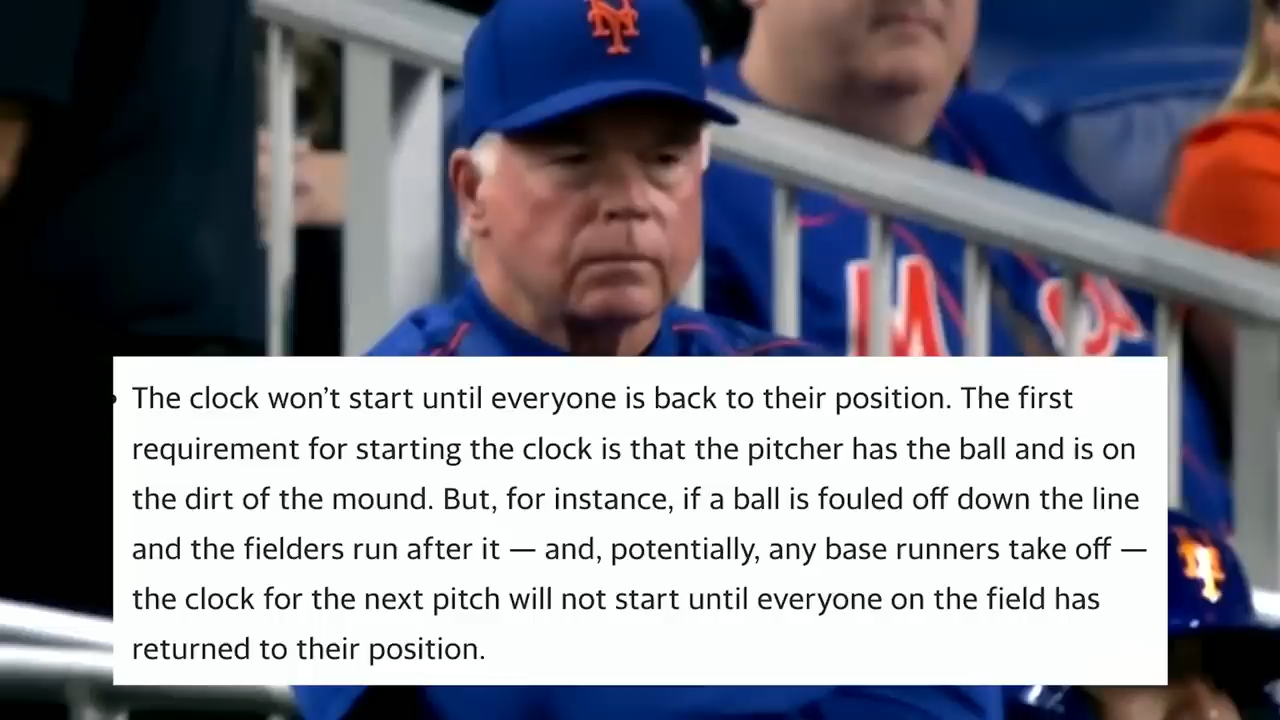 NY
M
• The clock won’t start until everyone is back to their position. The first
requirement for starting the clock is that the pitcher has the ball and is on
the dirt of the mound. But, for instance, if a ball is fouled off down the line
and the fielders run after it — and, potentially, any base runners take off —
the clock for the next pitch will not start until everyone on the field has
returned to their position.
NY